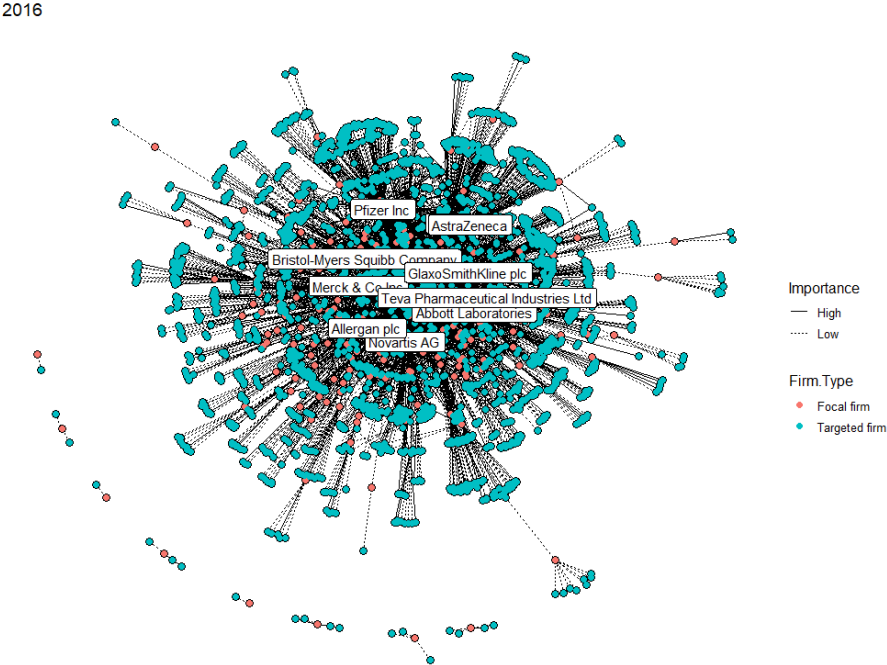 2016
Pfizer Inc
AstraZeneca
Bristol-Myers Squibb Company
GlaxoSmithKline plc
Merck & Co Inc
Teva Pharmaceutical Industries Ltd
Abbott Laboratories
Allergan plc
Novartis AG
Importance
High
Low
Firm.Type
Focal firm
Targeted firm